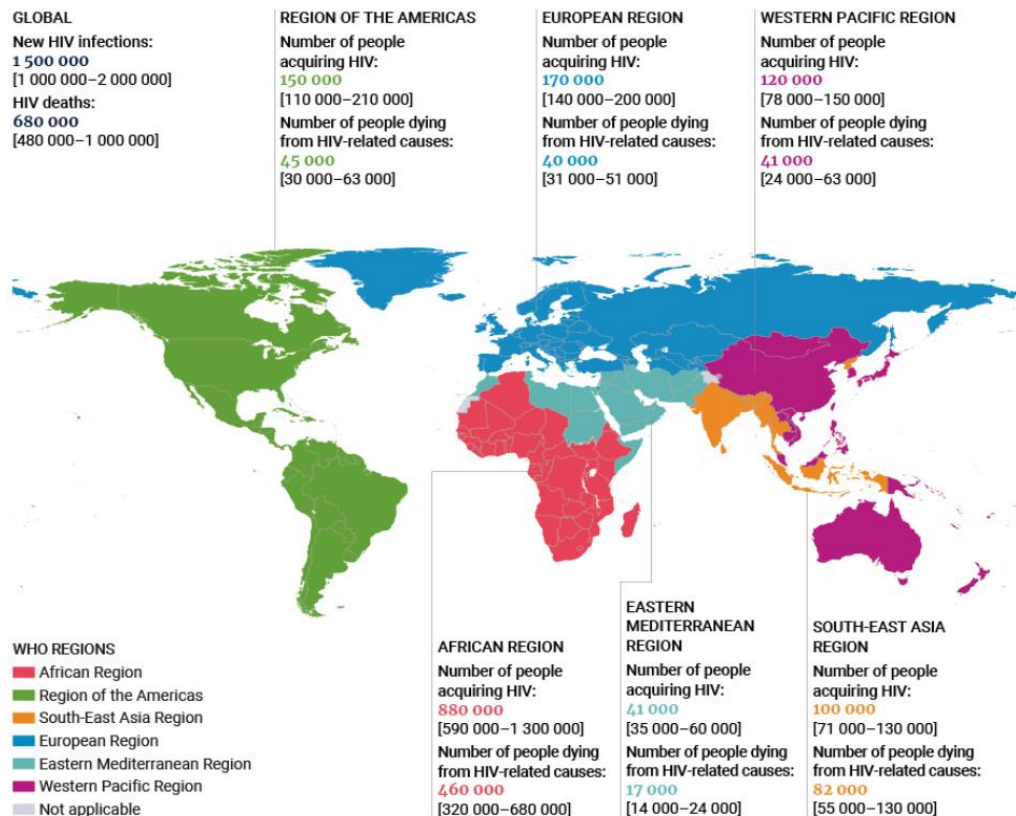 GLOBAL
New HIV infections:
1 500 000
[1 000 000–2 000 000]
HIV deaths:
680 000
[480 000–1 000 000]
REGION OF THE AMERICAS
Number of people
acquiring HIV:
150 000
[110 000–210 000]
Number of people dying
from HIV-related causes:
45 000
[30 000–63 000]
EUROPEAN REGION
Number of people
acquiring HIV:
170 000
[140 000–200 000]
Number of people dying
from HIV-related causes:
40 000
[31 000–51 000]
WESTERN PACIFIC REGION
Number of people
acquiring HIV:
120 000
[78 000–150 000]
Number of people dying
from HIV-related causes:
41 000
[24 000–63 000]
WHO REGIONS
African Region
Region of the Americas
South-East Asia Region
European Region
Eastern Mediterranean Region
Western Pacific Region
Not applicable
AFRICAN REGION
Number of people
acquiring HIV:
880 000
[590 000–1 300 000]
Number of people dying
from HIV-related causes:
460 000
[320 000–680 000]
EASTERN
MEDITERRANEAN
REGION
Number of people
acquiring HIV:
41 000
[35 000–60 000]
Number of people dying
from HIV-related causes:
17 000
[14 000–24 000]
SOUTH-EAST ASIA
REGION
Number of people
acquiring HIV:
100 000
[71 000–130 000]
Number of people dying
from HIV-related causes:
82 000
[55 000–130 000]